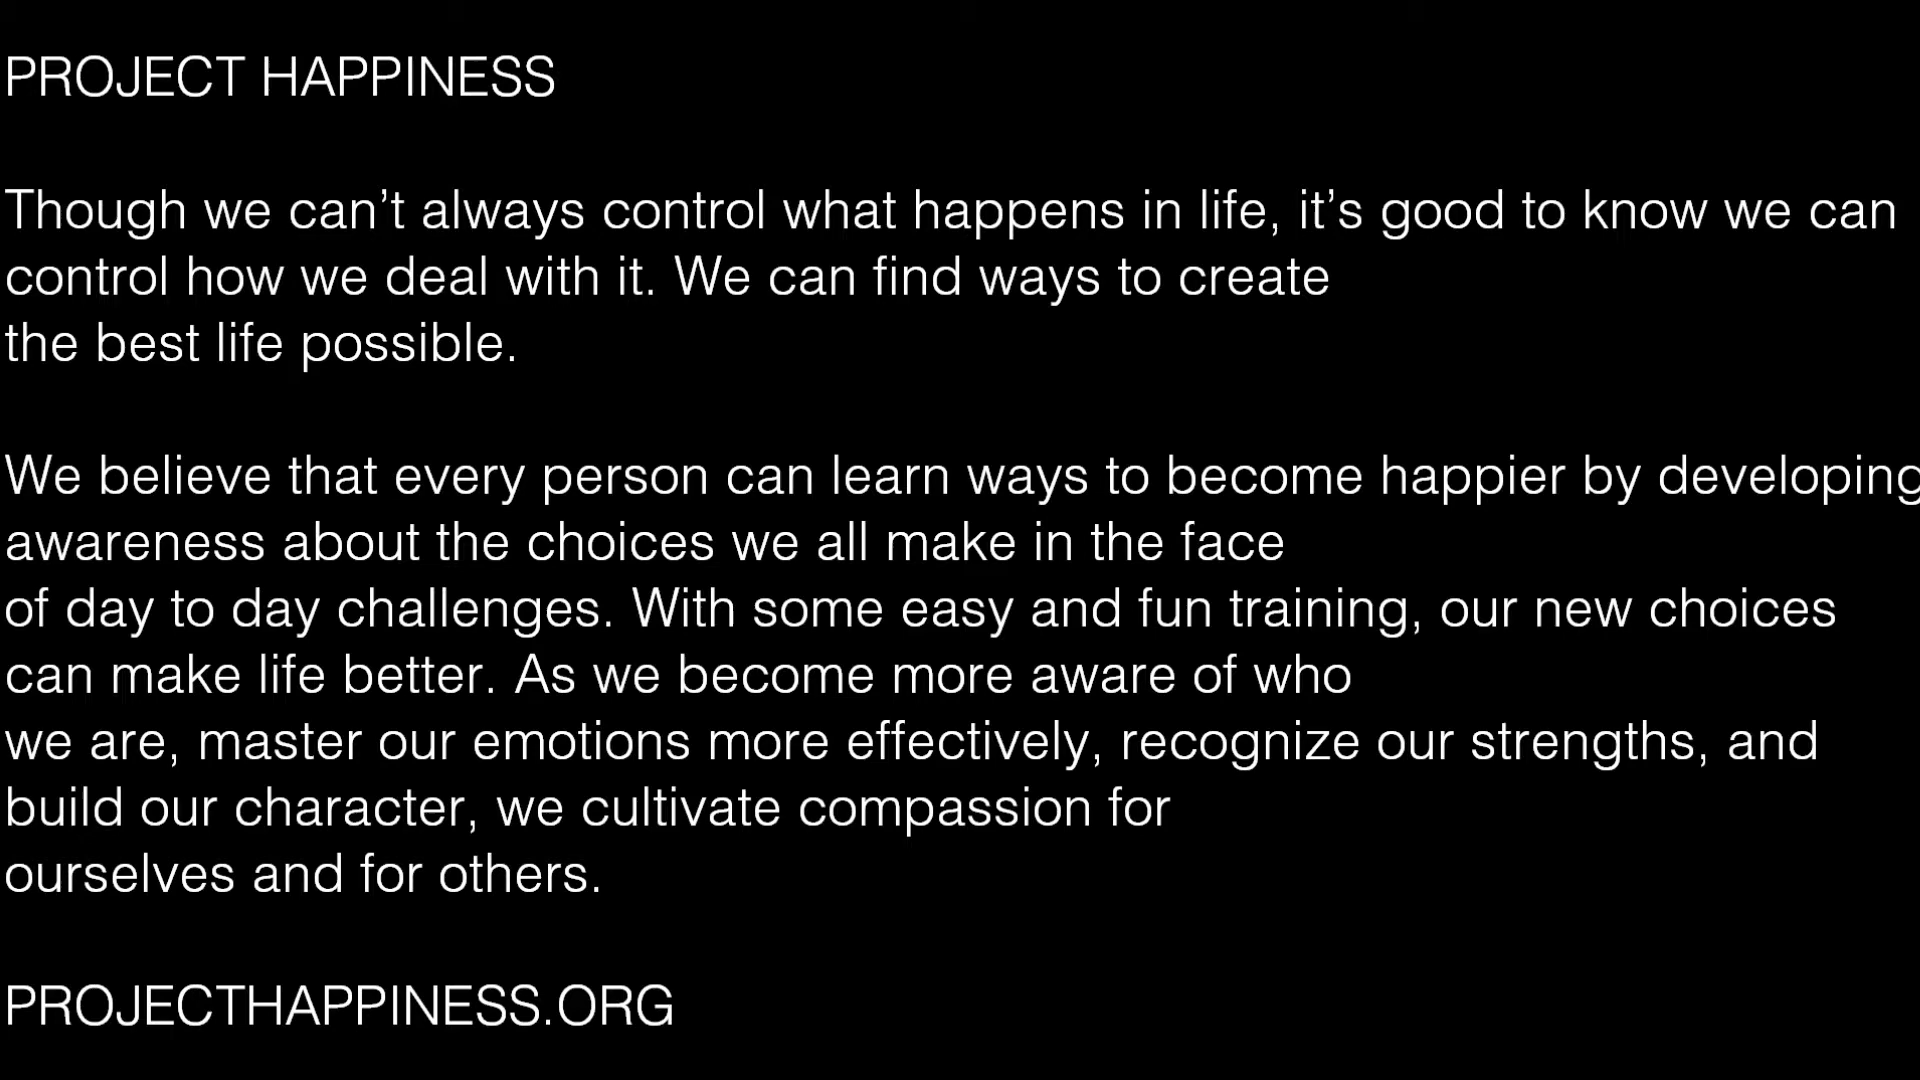 PROJECT HAPPINESS
Though we can’t always control what happens in life, it’s good to know we can
control how we deal with it. We can find ways to create
the best life possible.
We believe that every person can learn ways to become happier by developing
awareness about the choices we all make in the face
of day to day challenges. With some easy and fun training, our new choices
can make life better. As we become more aware of who
we are, master our emotions more effectively, recognize our strengths, and
build our character, we cultivate compassion for
ourselves and for others.
PROJECTHAPPINESS.ORG